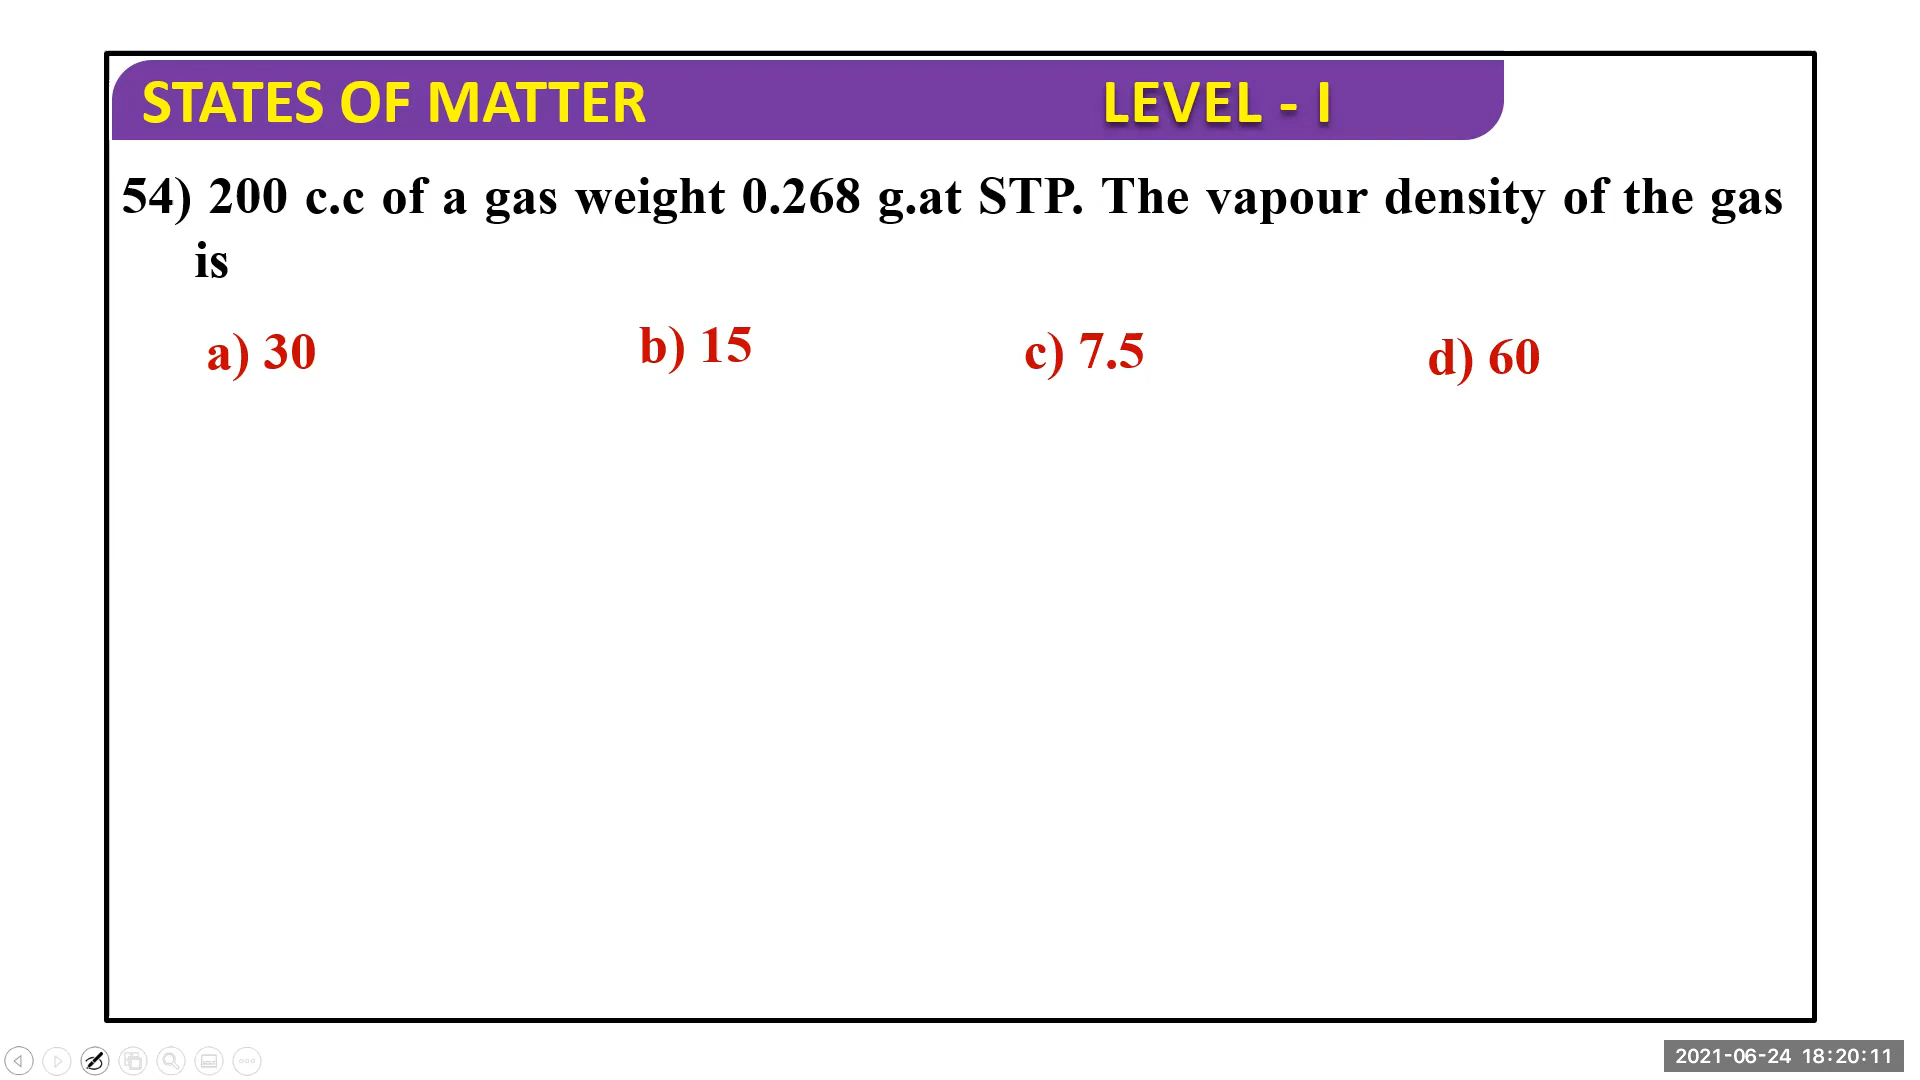 STATES OF MATTER LEVEL - I
54) 200 c.c of a gas weight 0.268 g.at STP. The vapour density of the gas
is
a) 30 b) 15 c) 7.5 d) 60
2021-06-24 18:20:11